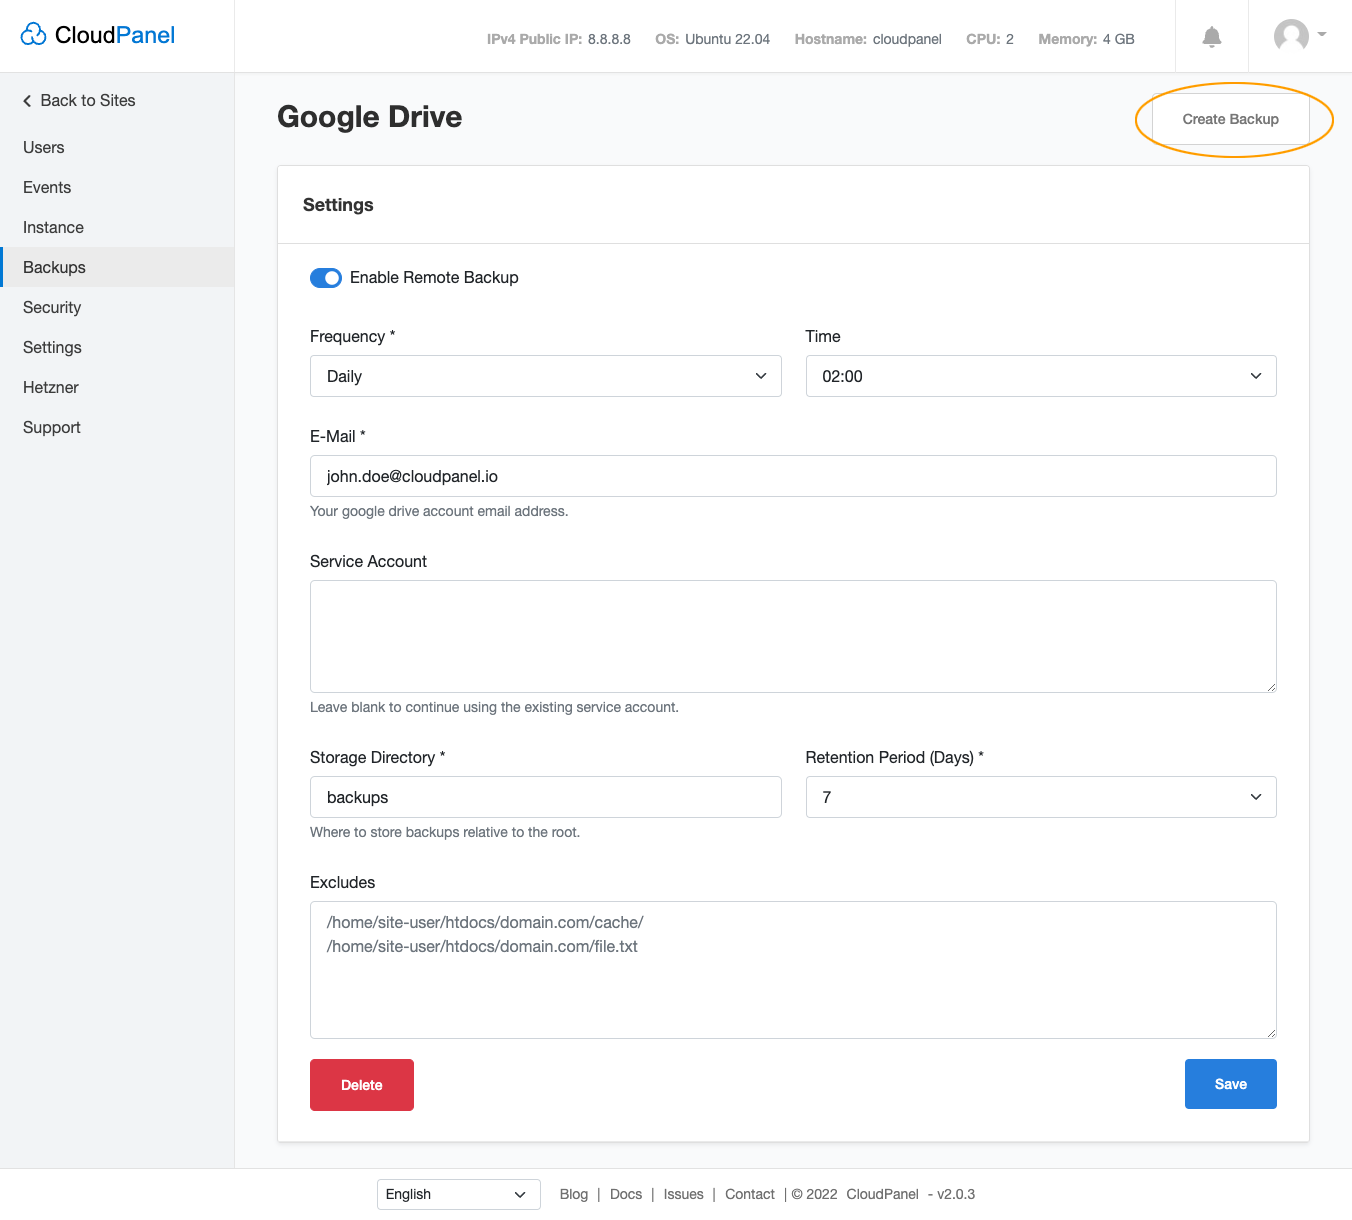 CloudPanel
IPv4 Public IP: 8.8.8.8 OS: Ubuntu 22.04 Hostname: cloudpanel CPU: 2 Memory: 4 GB
Back to Sites
Users
Events
Instance
Backups
Security
Settings
Hetzner
Support
Google Drive
Create Backup
Settings
Enable Remote Backup
Frequency * Time
Daily 02:00
E-Mail *
john.doe@cloudpanel.io
Your google drive account email address.
Service Account
Leave blank to continue using the existing service account.
Storage Directory * Retention Period (Days) *
backups 7
Where to store backups relative to the root.
Excludes
/home/site-user/htdocs/domain.com/cache/
/home/site-user/htdocs/domain.com/file.txt
Delete Save
English Blog | Docs | Issues | Contact | © 2022 CloudPanel - v2.0.3